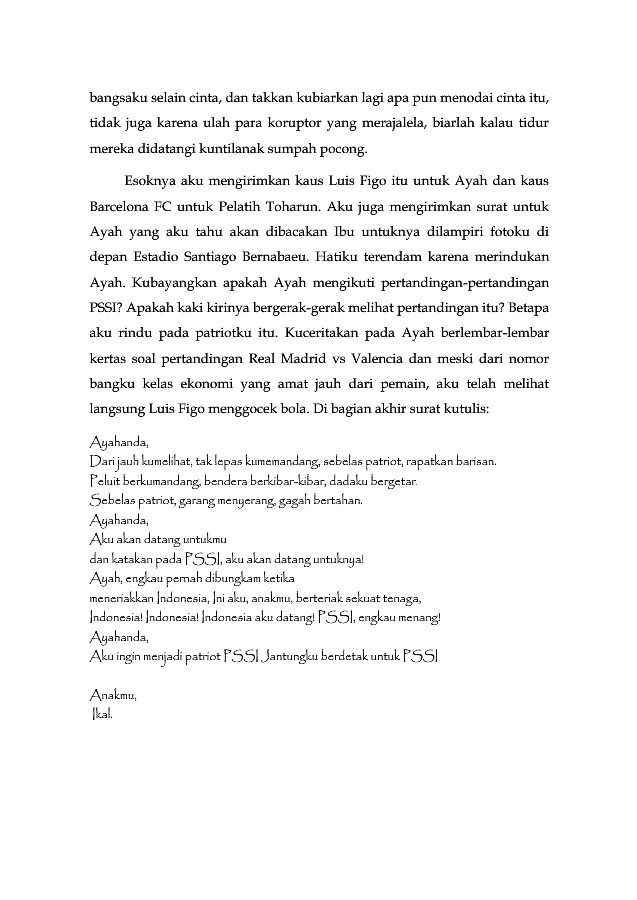 bangsaku selain cinta, dan takkan kubiarkan lagi apa pun menodai cinta itu,
tidak juga karena ulah para koruptor yang merajalela, biarlah kalau tidur
mereka didatangi kuntilanak sumpah pocong.
Esoknya aku mengirimkan kaus Luis Figo itu untuk Ayah dan kaus
Barcelona FC untuk Pelatih Toharun. Aku juga mengirimkan surat untuk
Ayah yang aku tahu akan dibacakan Ibu untuknya dilampiri fotoku di
depan Estadio Santiago Bernabaeu. Hatiku terendam karena merindukan
Ayah. Kubayangkan apakah Ayah mengikuti pertandingan-pertandingan
PSSI? Apakah kaki kirinya bergerak-gerak melihat pertandingan itu? Betapa
aku rindu pada patriotku itu. Kuceritakan pada Ayah berlembar-lembar
kertas soal pertandingan Real Madrid vs Valencia dan meski dari nomor
bangku kelas ekonomi yang amat jauh dari pemain, aku telah melihat
langsung Luis Figo menggocek bola. Di bagian akhir surat kutulis:
Ayahanda,
Dari jauh kumelihat, tak lepas kumemandang, sebelas patriot, rapatkan barisan.
Peluit berkumandang, bendera berkibar-kibar, dadaku bergetar.
Sebelas patriot, garang menyerang, gagah bertahan.
Ayahanda,
Aku akan datang untukmu
dan katakan pada PSSI, aku akan datang untuknya!
Ayah, engkau pernah dibungkam ketika
meneriakkan Indonesia, Ini aku, anakmu, berteriak sekuat tenaga,
Indonesia! Indonesia! Indonesia aku datang! PSSI, engkau menang!
Ayahanda,
Aku ingin menjadi patriot PSSI Jantungku berdetak untuk PSSI
Anakmu,
Ikal.